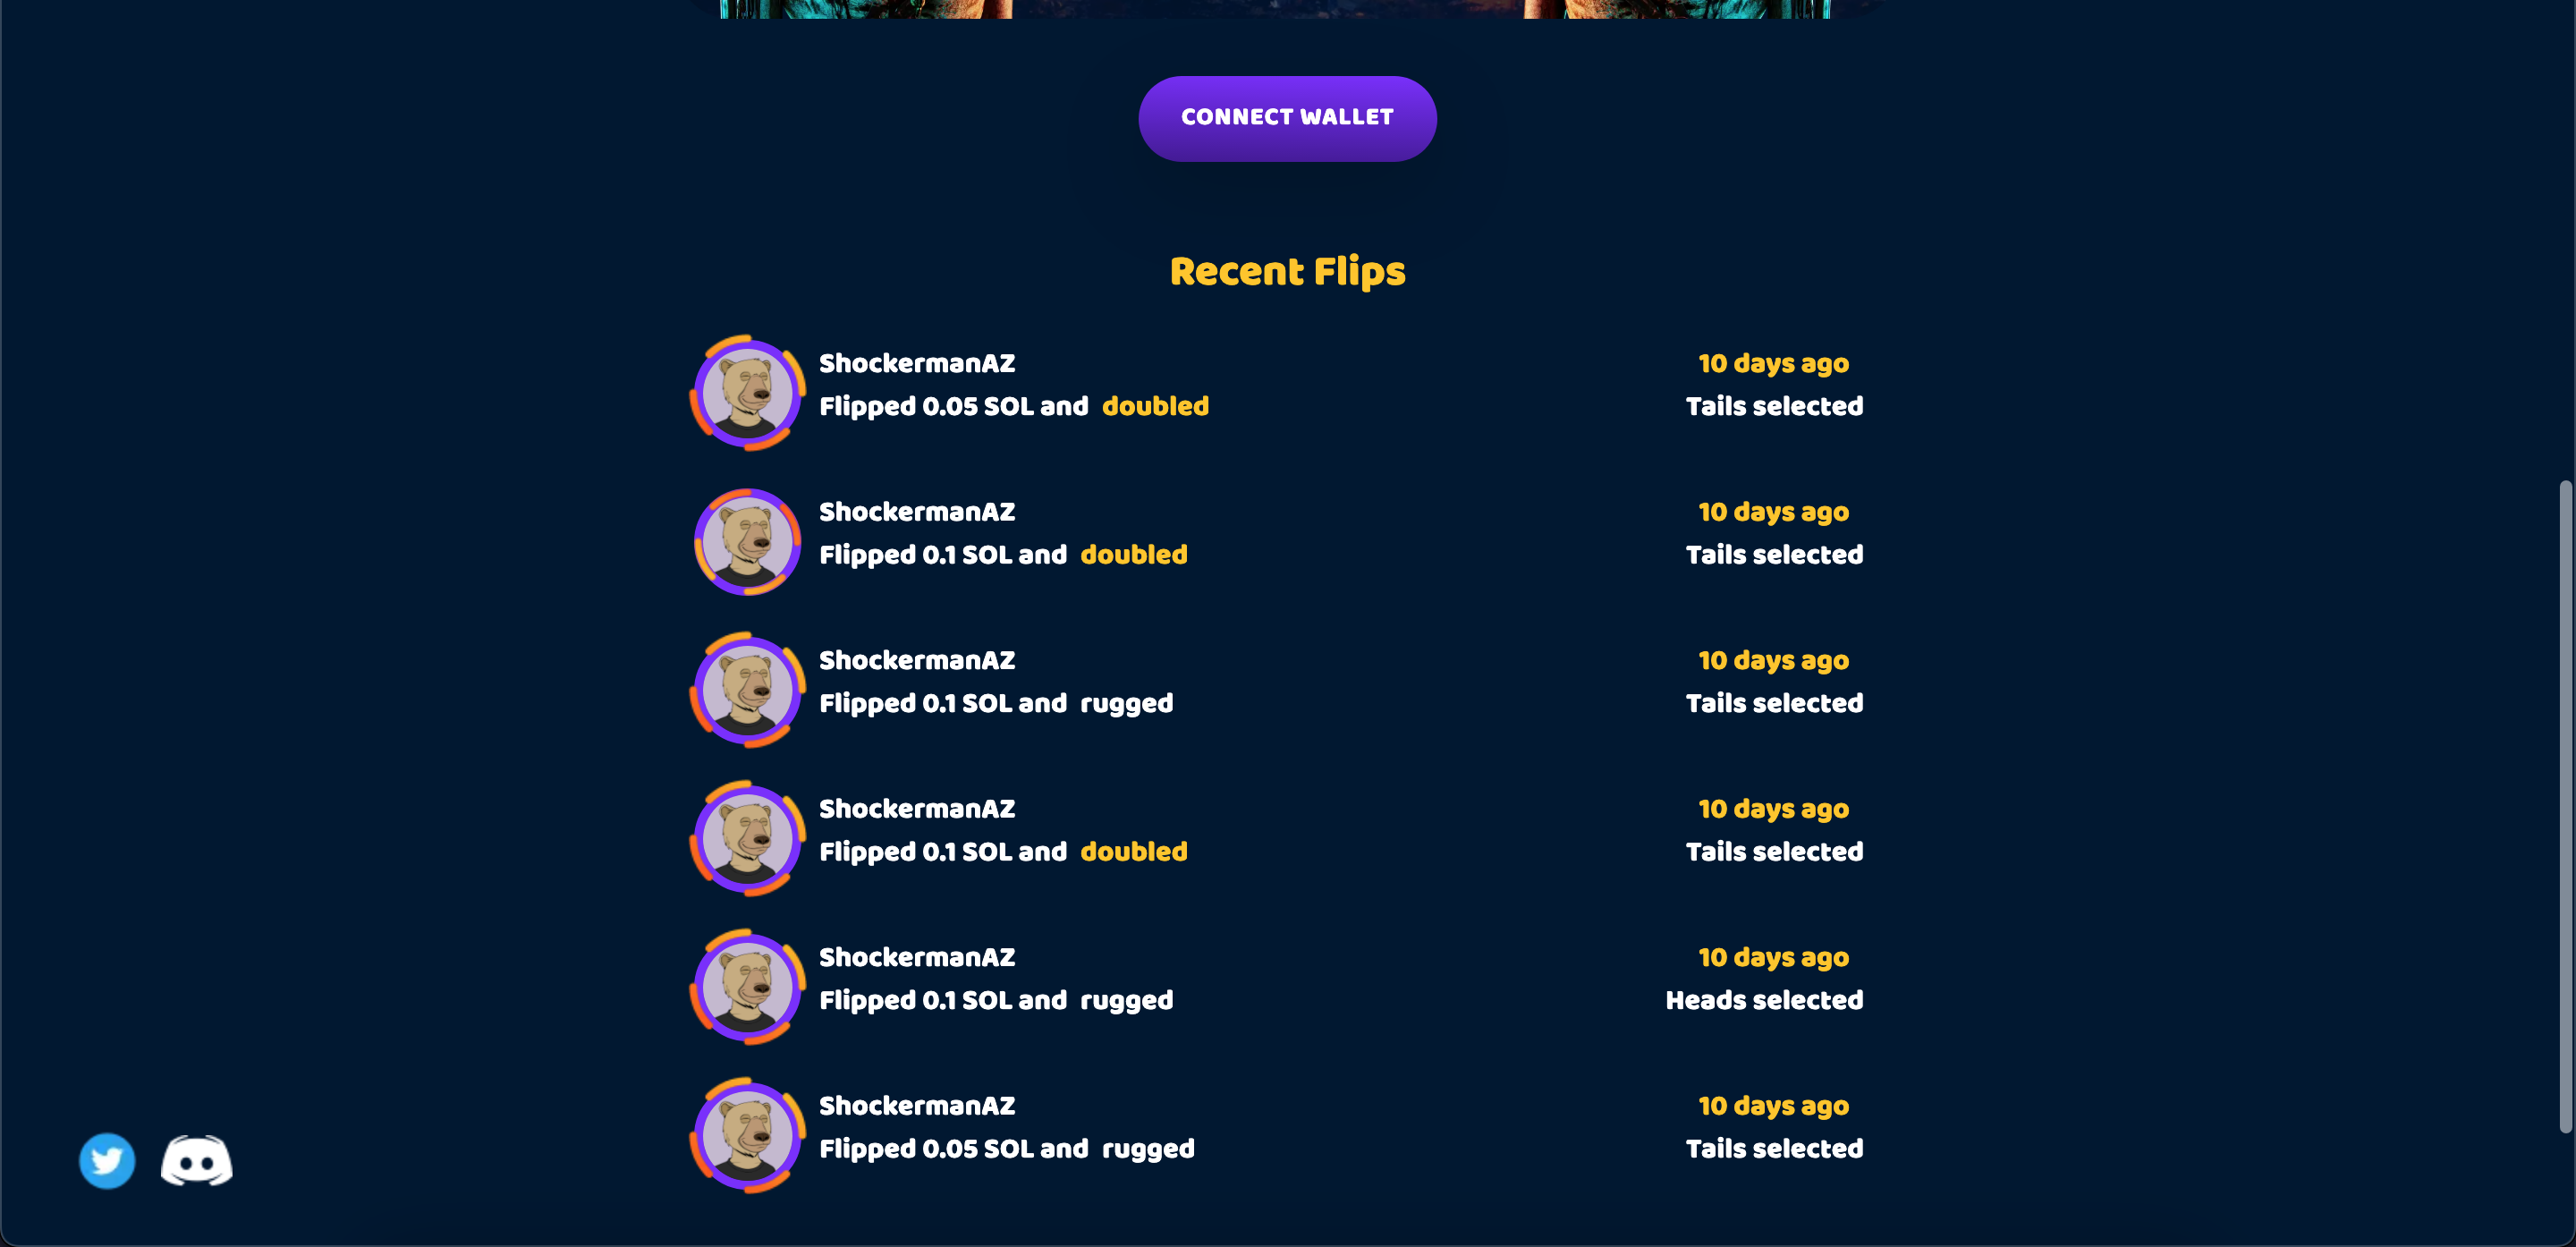 CONNECT WALLET
Recent Flips
ShockermanAZ
10 days ago
Flipped 0.05 SOL and doubled
Tails selected
ShockermanAZ
10 days ago
Flipped 0.1 SOL and doubled
Tails selected
ShockermanAZ
10 days ago
Flipped 0.1 SOL and rugged
Tails selected
ShockermanAZ
10 days ago
Flipped 0.1 SOL and doubled
Tails selected
ShockermanAZ
10 days ago
Flipped 0.1 SOL and rugged
Heads selected
ShockermanAZ
10 days ago
Flipped 0.05 SOL and rugged
Tails selected